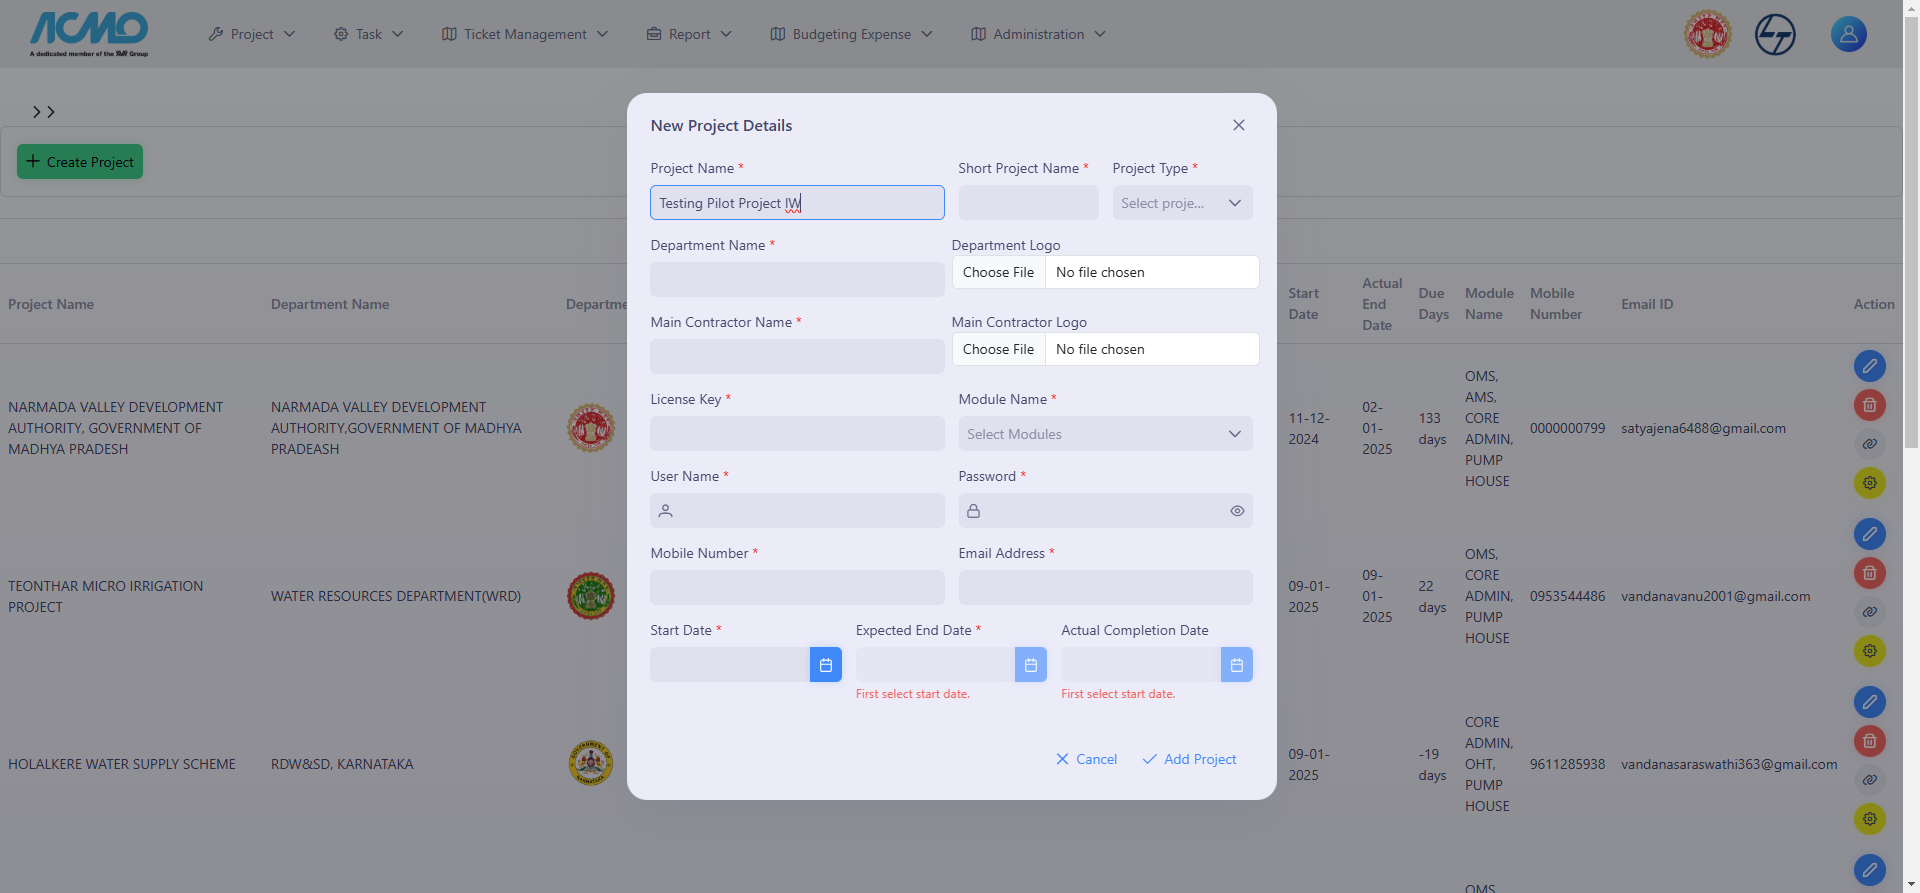 ACMO
A dedicated member of the YVR Group
Project
Task
Ticket Management
Report
Budgeting Expense
Administration
Create Project
New Project Details
Project Name *
Short Project Name *
Project Type *
Testing Pilot Project IW
Select proje...
Department Name *
Department Logo
Choose File No file chosen
Main Contractor Name *
Main Contractor Logo
Choose File No file chosen
License Key *
Module Name *
Select Modules
User Name *
Password *
Mobile Number *
Email Address *
Start Date *
Expected End Date *
Actual Completion Date
First select start date.
First select start date.
Cancel
Add Project
Project Name
Department Name
Departme
Start
Date
Actual
End
Date
Due
Days
Module
Name
Mobile
Number
Email ID
Action
NARMADA VALLEY DEVELOPMENT
AUTHORITY, GOVERNMENT OF
MADHYA PRADESH
NARMADA VALLEY DEVELOPMENT
AUTHORITY,GOVERNMENT OF MADHYA
PRADEASH
11-12-
2024
02-
01-
2025
133
days
OMS,
AMS,
CORE
ADMIN,
PUMP
HOUSE
0000000799
satyajena6488@gmail.com
TEONTHAR MICRO IRRIGATION
PROJECT
WATER RESOURCES DEPARTMENT(WRD)
09-01-
2025
09-
01-
2025
22
days
OMS,
CORE
ADMIN,
PUMP
HOUSE
0953544486
vandanavanu2001@gmail.com
HOLALKERE WATER SUPPLY SCHEME
RDW&SD, KARNATAKA
09-01-
2025
-19
days
CORE
ADMIN,
OHT,
PUMP
HOUSE
9611285938
vandanasaraswathi363@gmail.com
OMS,